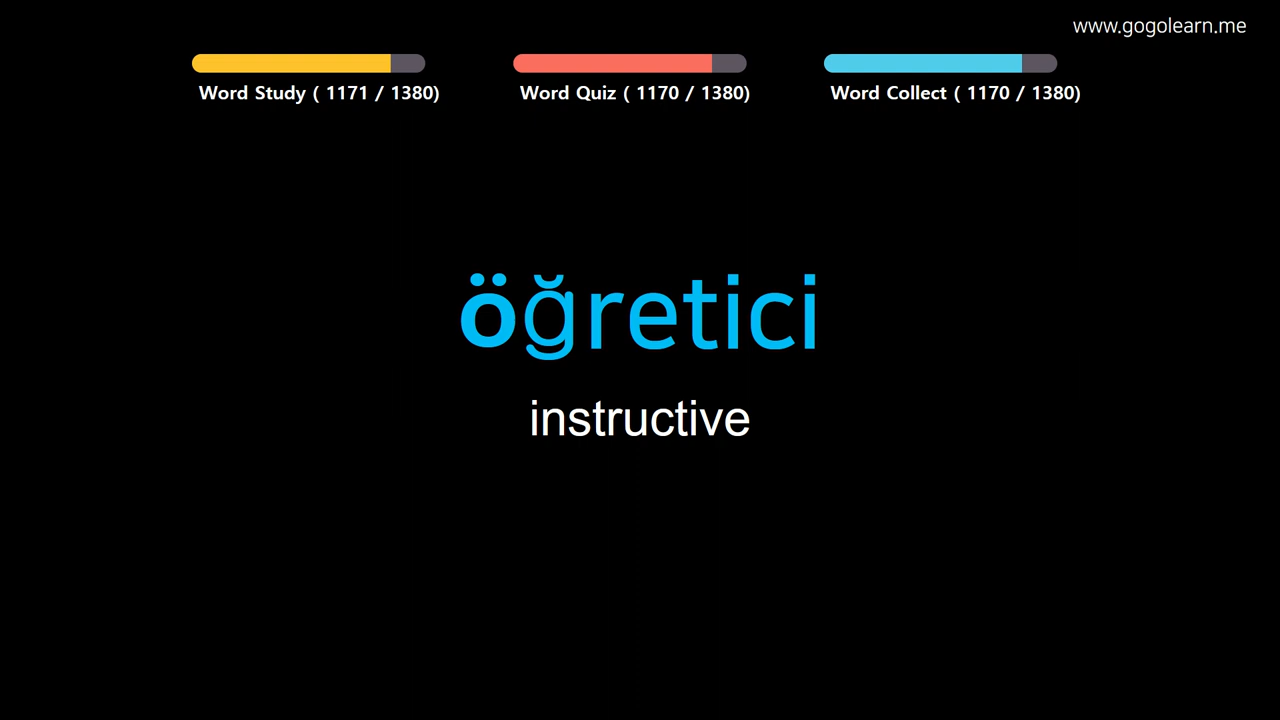 www.gogolearn.me
Word Study ( 1171 / 1380)
Word Quiz ( 1170 / 1380)
Word Collect ( 1170 / 1380)
öğretici
instructive